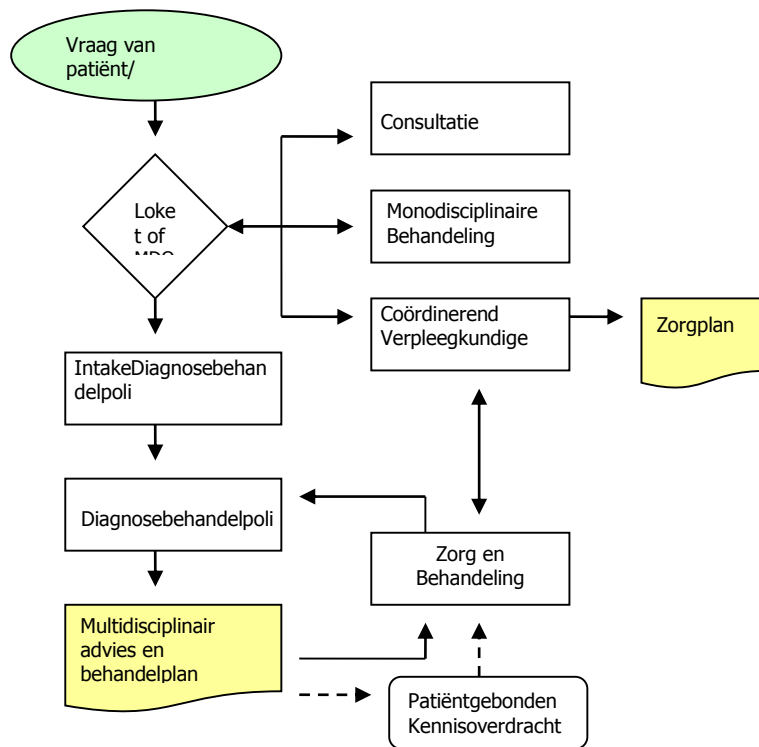 Vraag van
patiënt/
Consultatie
Loke
t of
Monodisciplinaire
Behandeling
Coördinerend
Verpleegkundige
Zorgplan
IntakeDiagnosebehan
delpoli
Diagnosebehandelpoli
Zorg en
Behandeling
Multidisciplinair
advies en
behandelplan
Patiëntgebonden
Kennisoverdracht